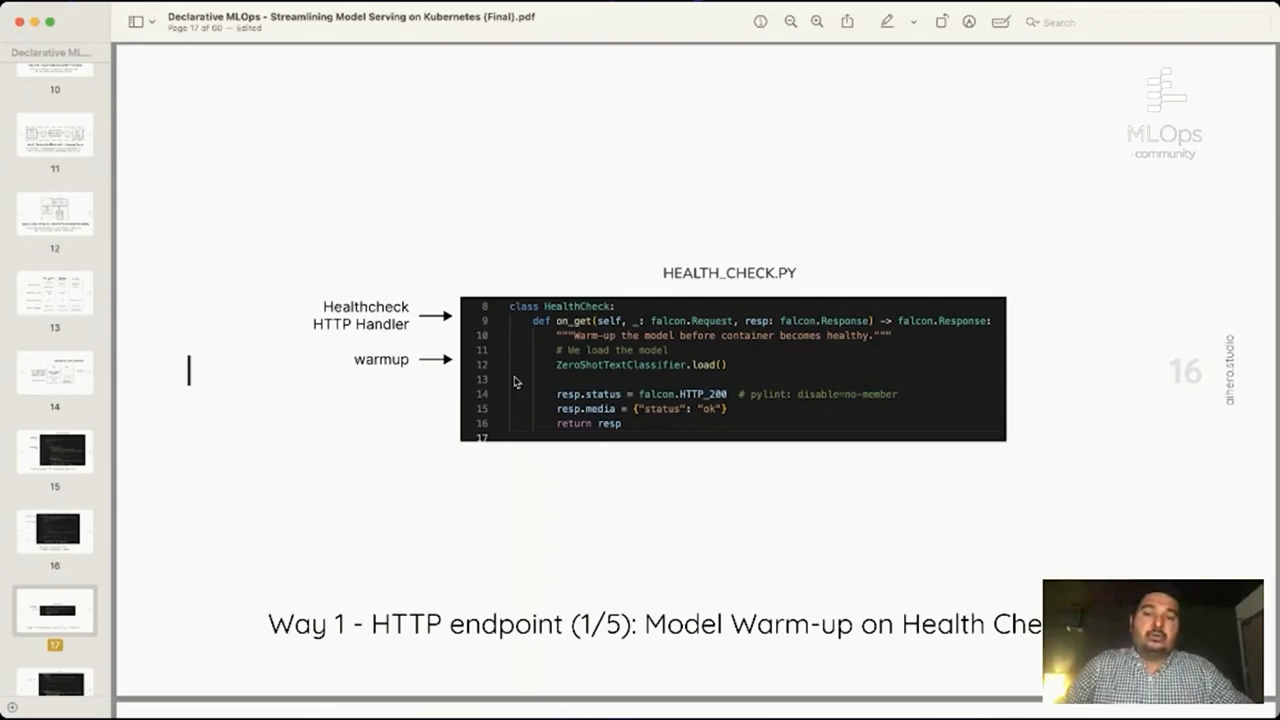 Declarative MLOps - Streamlining Model Serving on Kubernetes (Final).pdf
Page 17 of 60 — Edited
Search
Declarative ML...
10
11
12
13
14
15
16
17
MLOps
.community
HEALTH_CHECK.PY
Healthcheck
HTTP Handler
warmup
8 class HealthCheck:
9 def on_get(self, _: falcon.Request, resp: falcon.Response) -> falcon.Response:
10 """Warm-up the model before container becomes healthy."""
11 # We load the model
12 ZeroShotTextClassifier.load()
13
14 resp.status = falcon.HTTP_200 # pylint: disable=no-member
15 resp.media = {"status": "ok"}
16 return resp
17
16
aihero.studio
Way 1 - HTTP endpoint (1/5): Model Warm-up on Health Che